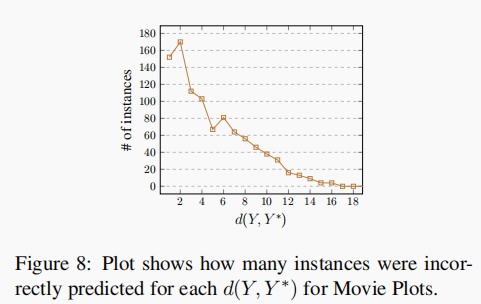 180
160
140
120
100
80
60
40
20
0
# of instances
2 4 6 8 10 12 14 16 18
d(Y, Y*)
Figure 8: Plot shows how many instances were incor-
rectly predicted for each d(Y, Y*) for Movie Plots.